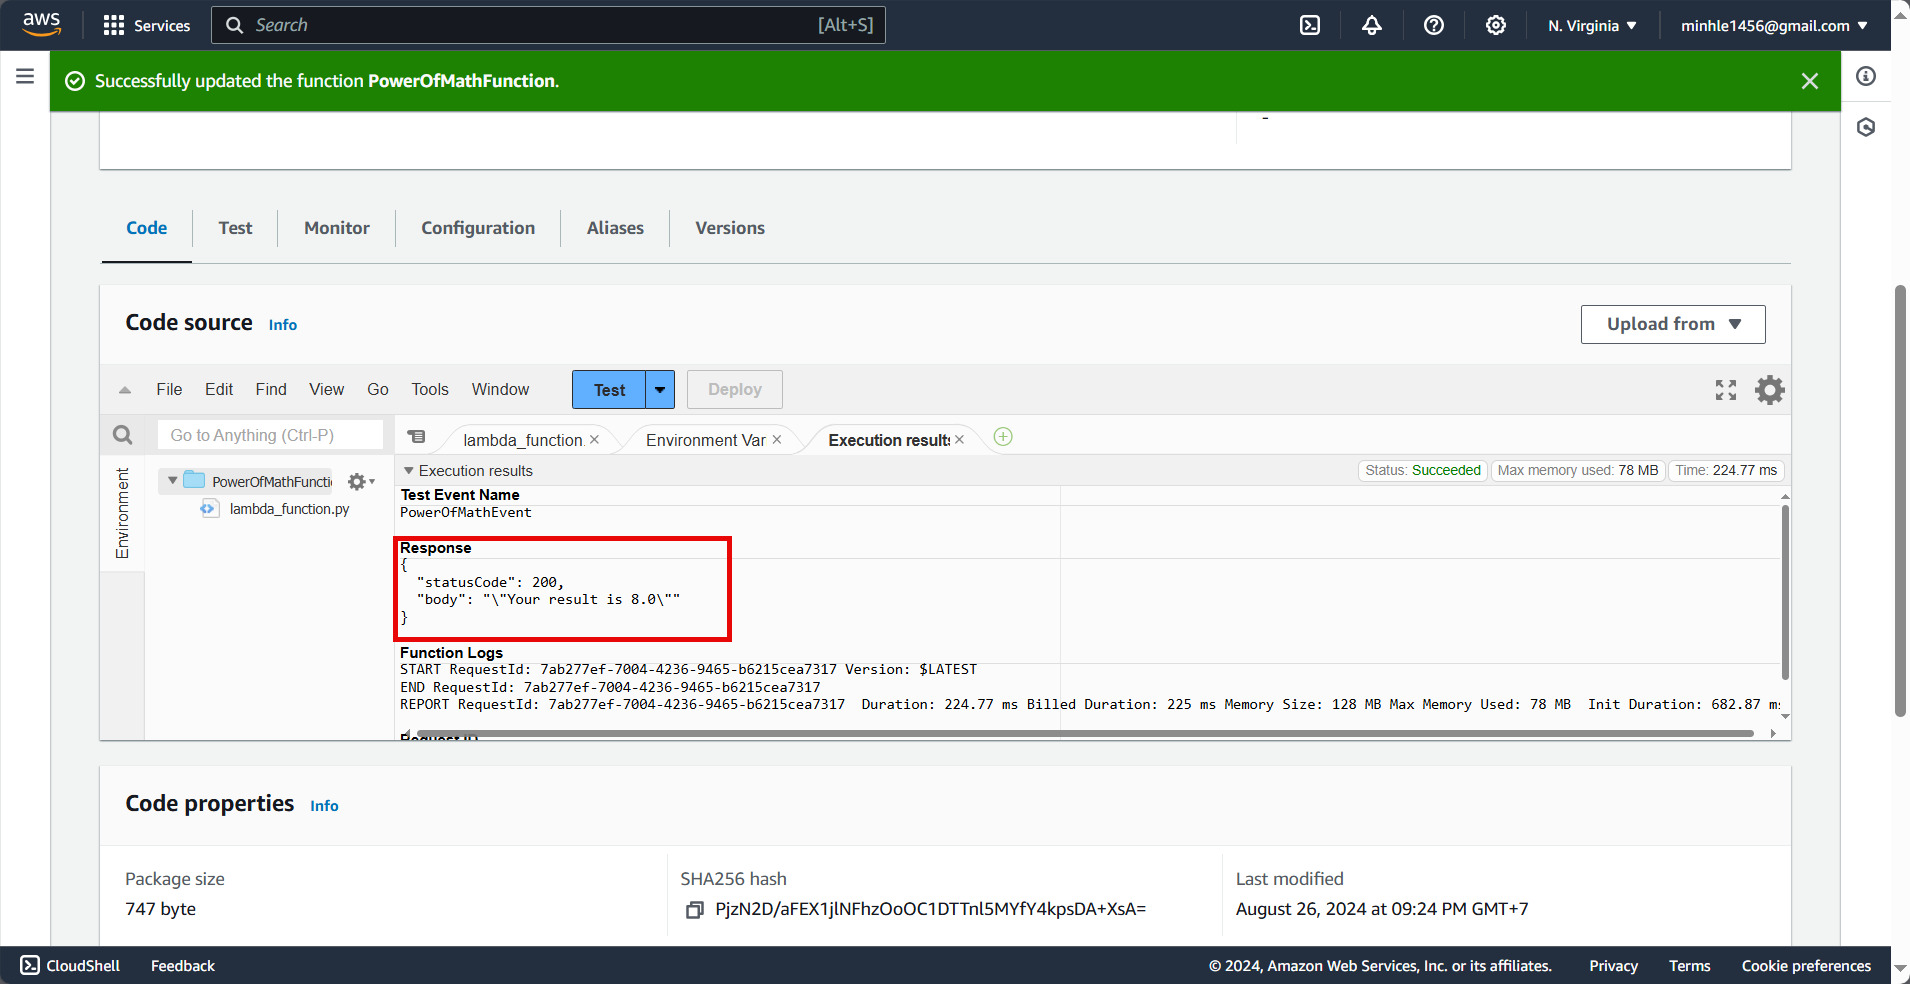 aws
Services
Search
[Alt+S]
N. Virginia
minhle1456@gmail.com
Successfully updated the function PowerOfMathFunction.
-
Code
Test
Monitor
Configuration
Aliases
Versions
Code source Info
Upload from
File Edit Find View Go Tools Window
Test
Deploy
Go to Anything (Ctrl-P)
lambda_function.
Environment Var
Execution results
Environment
PowerOfMathFuncti
lambda_function.py
Execution results
Status: Succeeded
Max memory used: 78 MB
Time: 224.77 ms
Test Event Name
PowerOfMathEvent
Response
{
"statusCode": 200,
"body": "\"Your result is 8.0\""
}
Function Logs
START RequestId: 7ab277ef-7004-4236-9465-b6215cea7317 Version: $LATEST
END RequestId: 7ab277ef-7004-4236-9465-b6215cea7317
REPORT RequestId: 7ab277ef-7004-4236-9465-b6215cea7317 Duration: 224.77 ms Billed Duration: 225 ms Memory Size: 128 MB Max Memory Used: 78 MB Init Duration: 682.87 ms
Request ID
Code properties Info
Package size
747 byte
SHA256 hash
PjzN2D/aFEX1jlNFhzOoOC1DTTnl5MYfY4kpsDA+XsA=
Last modified
August 26, 2024 at 09:24 PM GMT+7
CloudShell
Feedback
© 2024, Amazon Web Services, Inc. or its affiliates.
Privacy
Terms
Cookie preferences